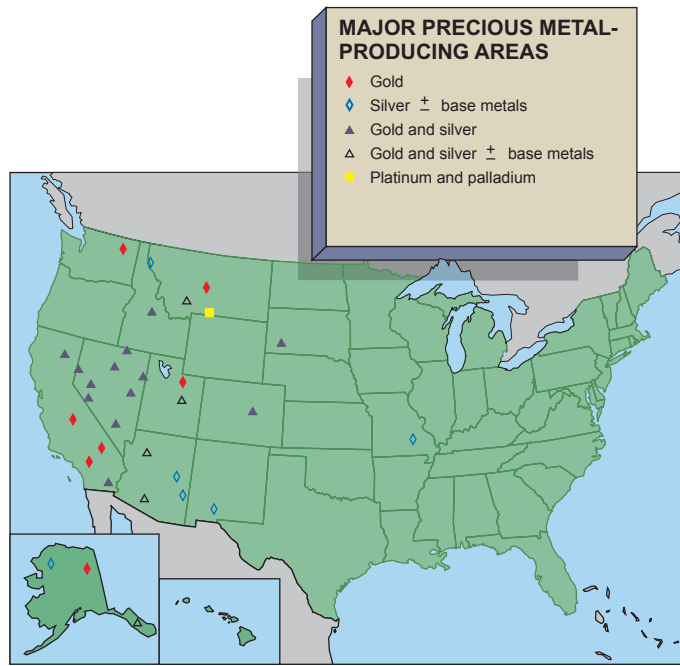 MAJOR PRECIOUS METAL-
PRODUCING AREAS
Gold
Silver ± base metals
Gold and silver
Gold and silver ± base metals
Platinum and palladium